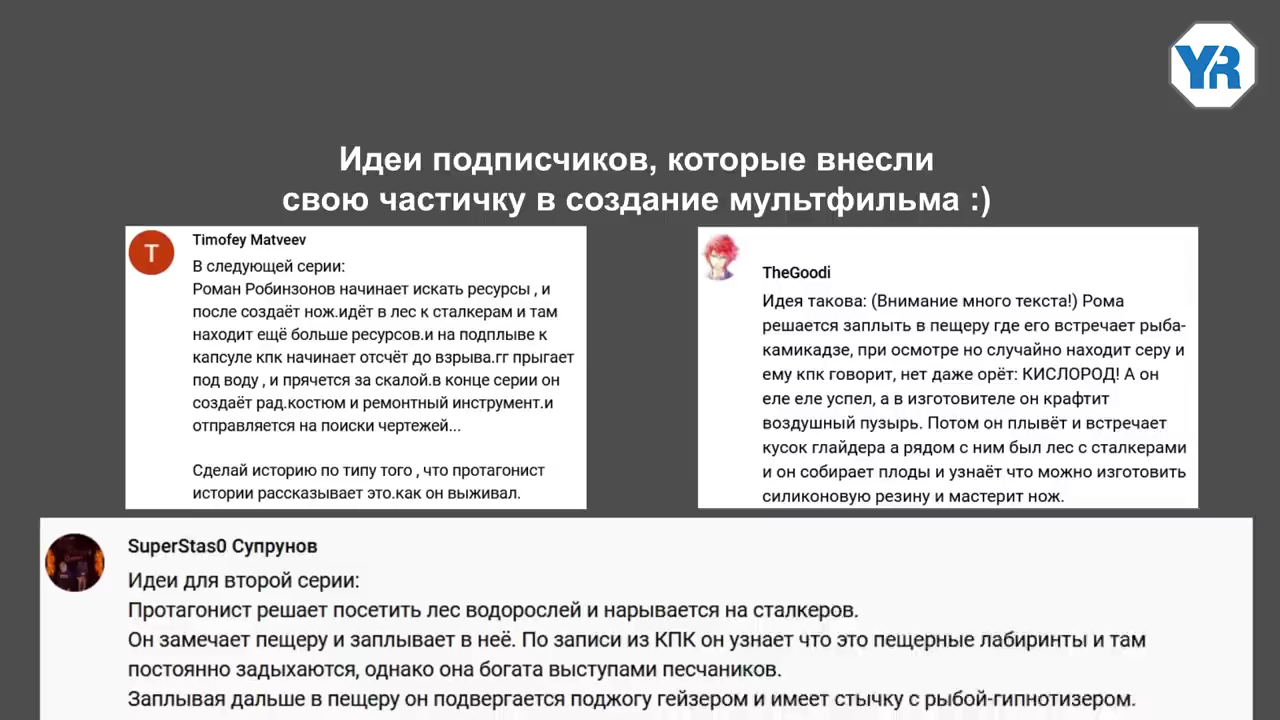 YR
Идеи подписчиков, которые внесли
свою частичку в создание мультфильма :)
T
Timofey Matveev
В следующей серии:
Роман Робинзонов начинает искать ресурсы , и
после создаёт нож.идёт в лес к сталкерам и там
находит ещё больше ресурсов.и на подплыве к
капсуле кпк начинает отсчёт до взрыва.гг прыгает
под воду , и прячется за скалой.в конце серии он
создаёт рад.костюм и ремонтный инструмент.и
отправляется на поиски чертежей...
Сделай историю по типу того , что протагонист
истории рассказывает это.как он выживал.
TheGoodi
Идея такова: (Внимание много текста!) Рома
решается заплыть в пещеру где его встречает рыба-
камикадзе, при осмотре но случайно находит серу и
ему кпк говорит, нет даже орёт: КИСЛОРОД! А он
еле еле успел, а в изготовителе он крафтит
воздушный пузырь. Потом он плывёт и встречает
кусок глайдера а рядом с ним был лес с сталкерами
и он собирает плоды и узнаёт что можно изготовить
силиконовую резину и мастерит нож.
SuperStas0 Супрунов
Идеи для второй серии:
Протагонист решает посетить лес водорослей и нарывается на сталкеров.
Он замечает пещеру и заплывает в неё. По записи из КПК он узнает что это пещерные лабиринты и там
постоянно задыхаются, однако она богата выступами песчаников.
Заплывая дальше в пещеру он подвергается поджогу гейзером и имеет стычку с рыбой-гипнотизером.